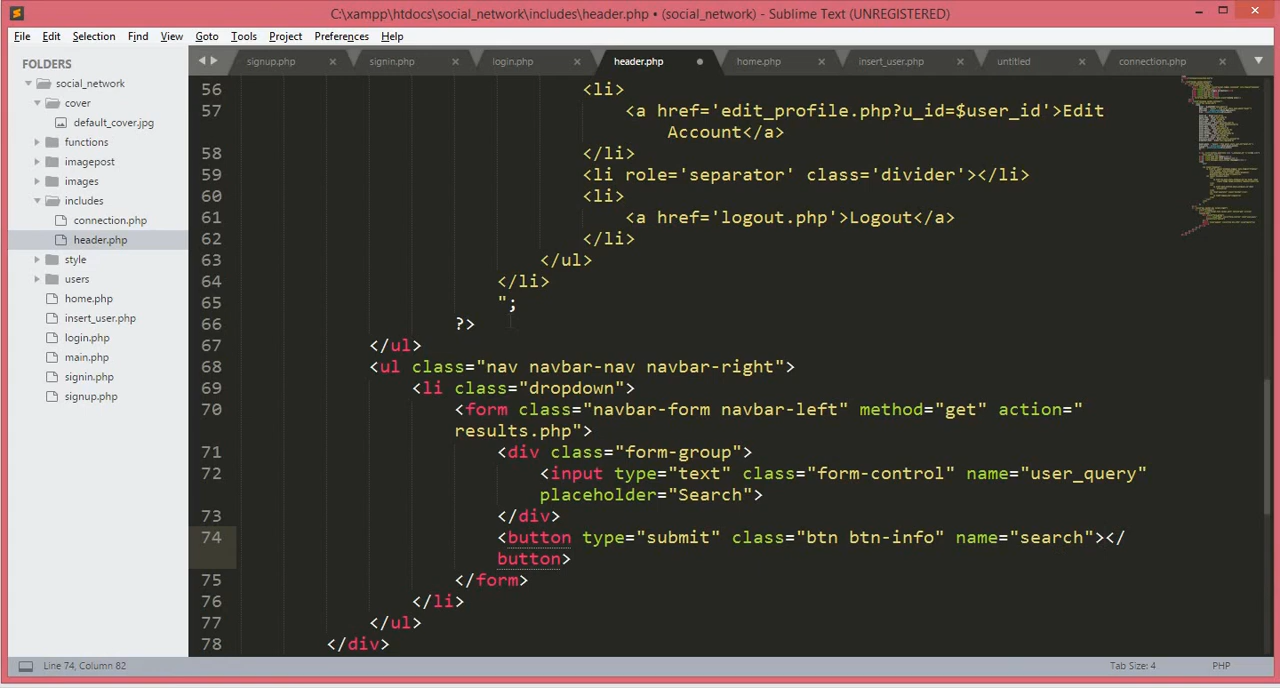 C:\xampp\htdocs\social_network\includes\header.php • (social_network) - Sublime Text (UNREGISTERED)
File Edit Selection Find View Goto Tools Project Preferences Help
FOLDERS
social_network
cover
default_cover.jpg
functions
imagepost
images
includes
connection.php
header.php
style
users
home.php
insert_user.php
login.php
main.php
signin.php
signup.php
signup.php signin.php login.php header.php home.php insert_user.php untitled connection.php
56 <li>
57 <a href='edit_profile.php?u_id=$user_id'>Edit
Account</a>
58 </li>
59 <li role='separator' class='divider'></li>
60 <li>
61 <a href='logout.php'>Logout</a>
62 </li>
63 </ul>
64 </li>
65 ";
66 ?>
67 </ul>
68 <ul class="nav navbar-nav navbar-right">
69 <li class="dropdown">
70 <form class="navbar-form navbar-left" method="get" action="
results.php">
71 <div class="form-group">
72 <input type="text" class="form-control" name="user_query"
placeholder="Search">
73 </div>
74 <button type="submit" class="btn btn-info" name="search"></
button>
75 </form>
76 </li>
77 </ul>
78 </div>
Line 74, Column 82 Tab Size: 4 PHP